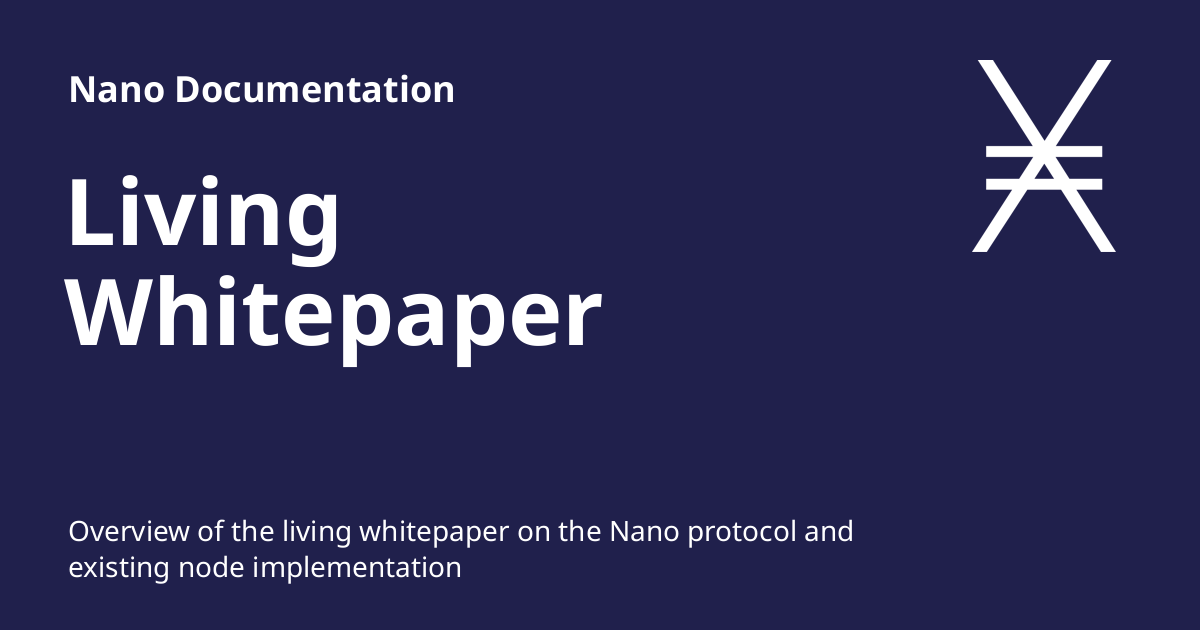 Nano Documentation
Living
Whitepaper
Overview of the living whitepaper on the Nano protocol and
existing node implementation